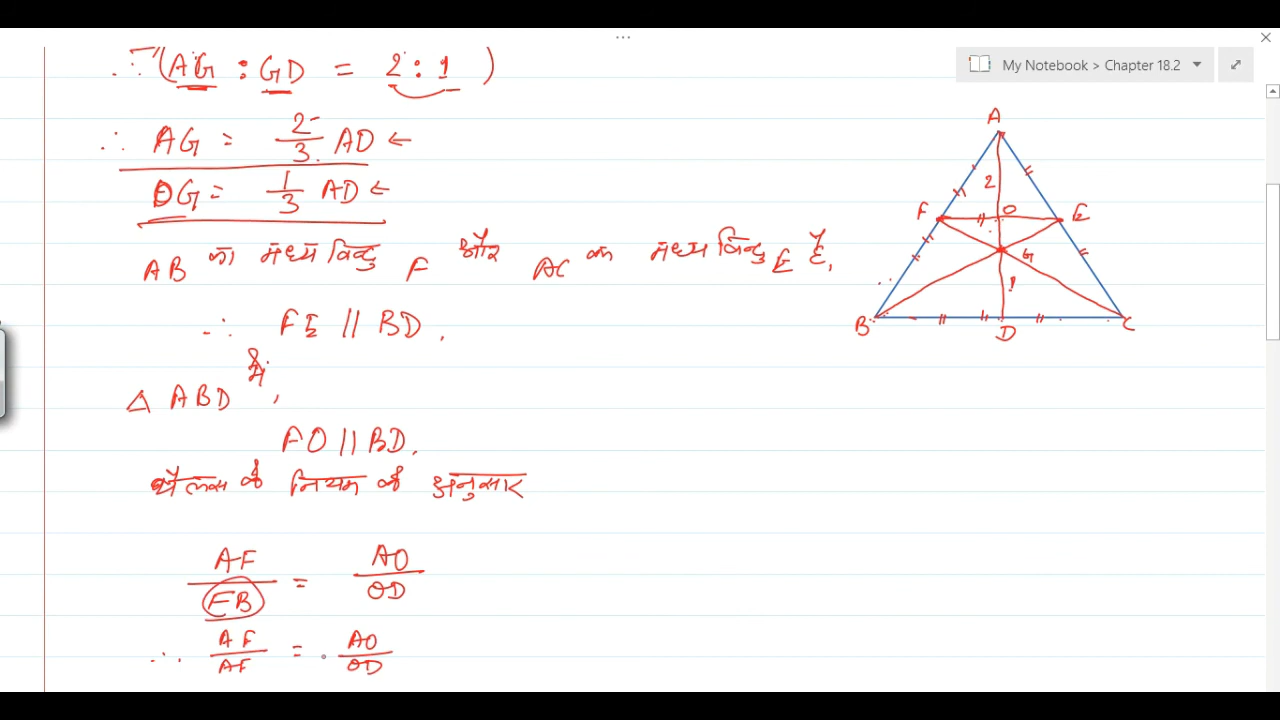 My Notebook > Chapter 18.2
∵ (AG : GD = 2 : 1 )
∴ AG = 2/3 AD ←
DG = 1/3 AD ←
AB का मध्य बिन्दु F और AC का मध्य बिन्दु E है,
∴ FE || BD,
△ ABD में,
FO || BD.
थैलस के नियम के अनुसार
AF/FB = AO/OD
∴ AF/AF = AO/OD
A
2
F O E
G
1
B D C